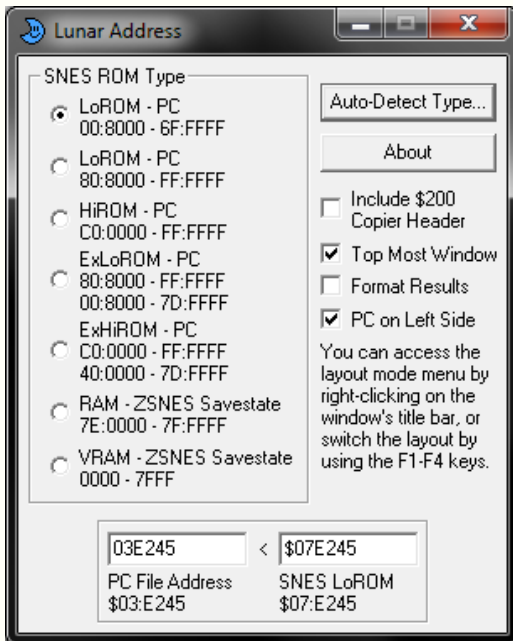 Lunar Address
SNES ROM Type
LoROM - PC
00:8000 - 6F:FFFF
LoROM - PC
80:8000 - FF:FFFF
HiROM - PC
C0:0000 - FF:FFFF
ExLoROM - PC
80:8000 - FF:FFFF
00:8000 - 7D:FFFF
ExHiROM - PC
C0:0000 - FF:FFFF
40:0000 - 7D:FFFF
RAM - ZSNES Savestate
7E:0000 - 7F:FFFF
VRAM - ZSNES Savestate
0000 - 7FFF
Auto-Detect Type...
About
Include $200
Copier Header
Top Most Window
Format Results
PC on Left Side
You can access the
layout mode menu by
right-clicking on the
window's title bar, or
switch the layout by
using the F1-F4 keys.
03E245 < $07E245
PC File Address SNES LoROM
$03:E245 $07:E245